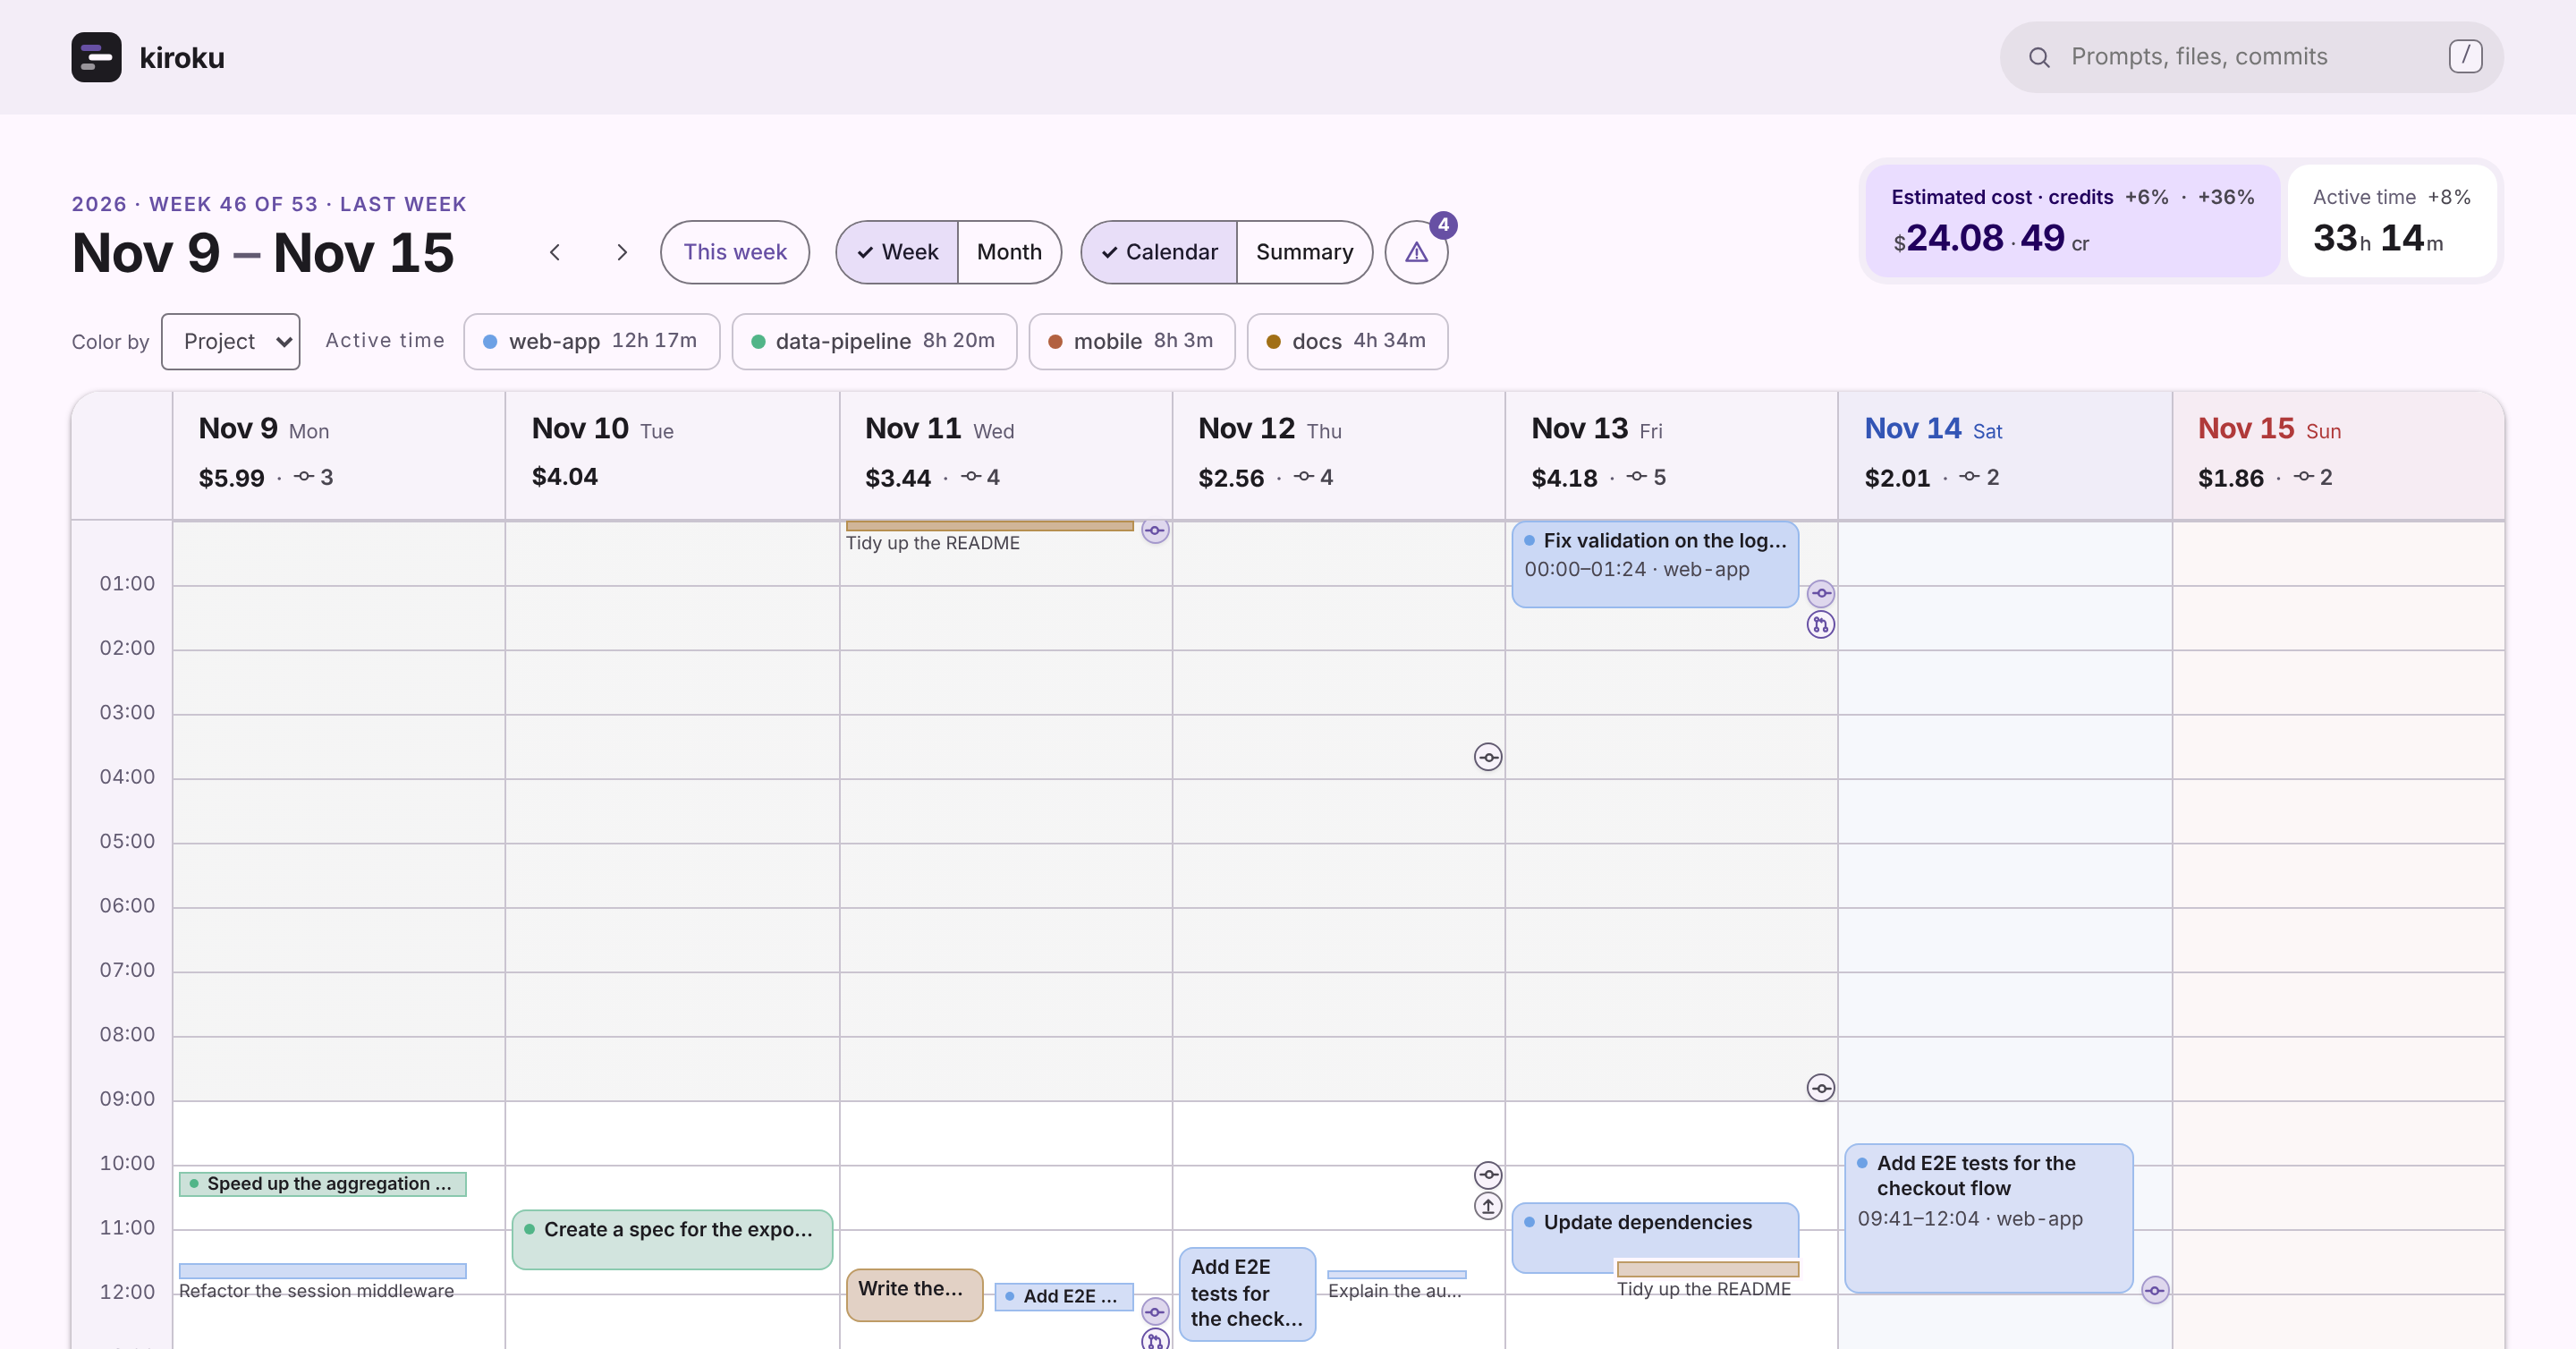 kiroku
Prompts, files, commits /
2026 · WEEK 46 OF 53 · LAST WEEK
Nov 9 – Nov 15
This week
Week Month
Calendar Summary
4
Estimated cost · credits +6% · +36%
$24.08 · 49 cr
Active time +8%
33h 14m
Color by Project
Active time
web-app 12h 17m
data-pipeline 8h 20m
mobile 8h 3m
docs 4h 34m
Nov 9 Mon
$5.99 · 3
Nov 10 Tue
$4.04
Nov 11 Wed
$3.44 · 4
Nov 12 Thu
$2.56 · 4
Nov 13 Fri
$4.18 · 5
Nov 14 Sat
$2.01 · 2
Nov 15 Sun
$1.86 · 2
01:00
02:00
03:00
04:00
05:00
06:00
07:00
08:00
09:00
10:00
11:00
12:00
Speed up the aggregation ...
Refactor the session middleware
Create a spec for the expo...
Tidy up the README
Write the...
Add E2E ...
Add E2E
tests for
the check...
Explain the au...
Fix validation on the log...
00:00–01:24 · web-app
Update dependencies
Tidy up the README
Add E2E tests for the
checkout flow
09:41–12:04 · web-app